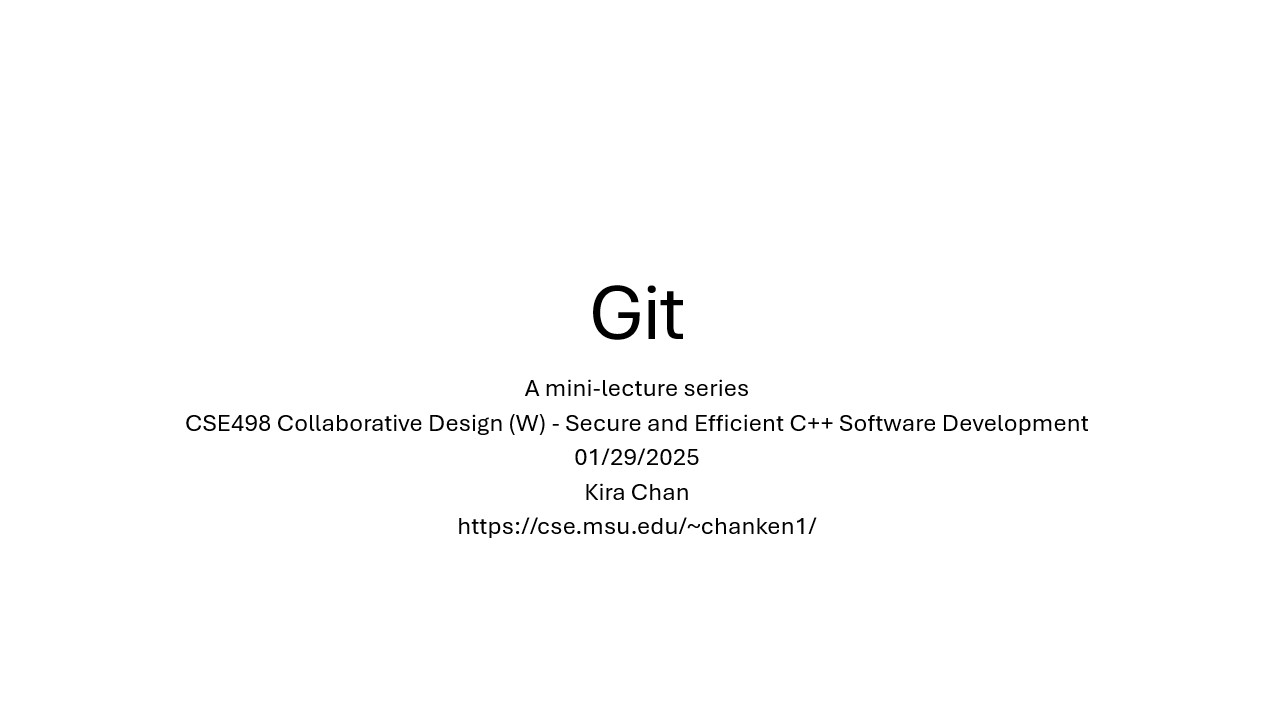 Git
A mini-lecture series
CSE498 Collaborative Design (W) - Secure and Efficient C++ Software Development
01/29/2025
Kira Chan
https://cse.msu.edu/~chanken1/